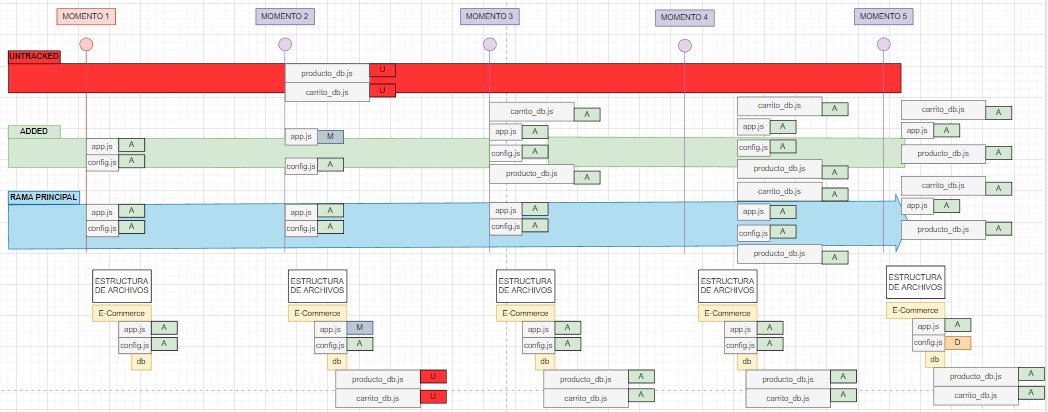 MOMENTO 1
MOMENTO 2
MOMENTO 3
MOMENTO 4
MOMENTO 5
UNTRACKED
producto_db.js U
carrito_db.js U
ADDED
app.js A
config.js A
app.js M
config.js A
carrito_db.js A
app.js A
config.js A
producto_db.js A
carrito_db.js A
app.js A
config.js A
producto_db.js A
carrito_db.js A
app.js A
producto_db.js A
RAMA PRINCIPAL
app.js A
config.js A
app.js A
config.js A
app.js A
config.js A
carrito_db.js A
app.js A
config.js A
producto_db.js A
carrito_db.js A
app.js A
producto_db.js A
ESTRUCTURA
DE ARCHIVOS
E-Commerce
app.js A
config.js A
db
ESTRUCTURA
DE ARCHIVOS
E-Commerce
app.js M
config.js A
db
producto_db.js U
carrito_db.js U
ESTRUCTURA
DE ARCHIVOS
E-Commerce
app.js A
config.js A
db
producto_db.js A
carrito_db.js A
ESTRUCTURA
DE ARCHIVOS
E-Commerce
app.js A
config.js A
db
producto_db.js A
carrito_db.js A
ESTRUCTURA
DE ARCHIVOS
E-Commerce
app.js A
config.js D
db
producto_db.js A
carrito_db.js A